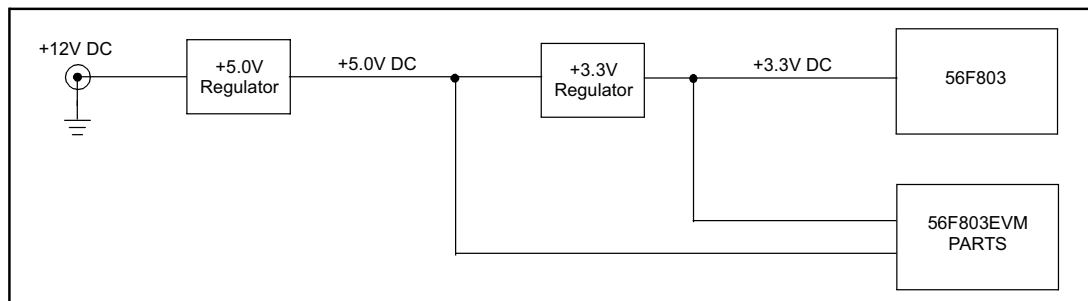 +12V DC
+5.0V
Regulator
+5.0V DC
+3.3V
Regulator
+3.3V DC
56F803
56F803EVM
PARTS